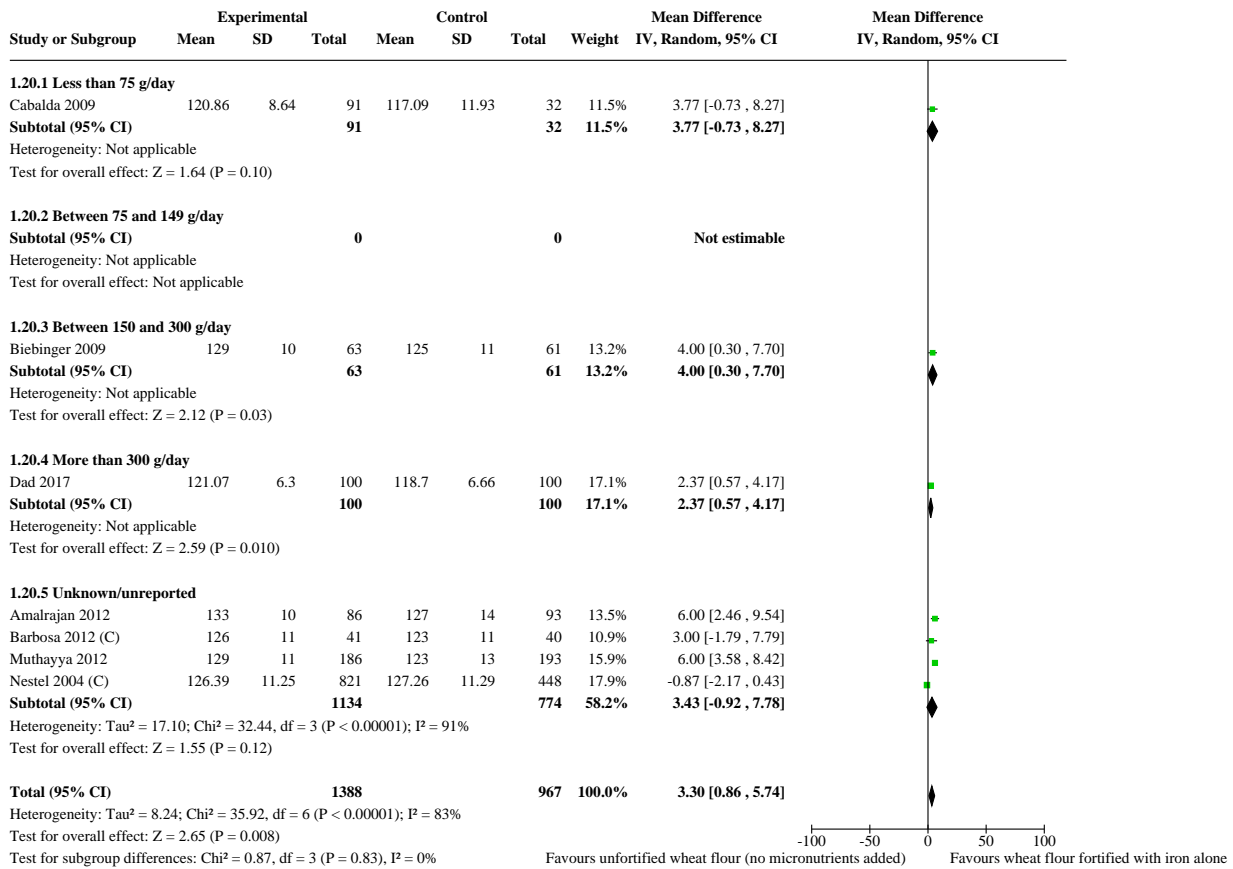 Experimental Control Mean Difference Mean Difference
Study or Subgroup Mean SD Total Mean SD Total Weight IV, Random, 95% CI IV, Random, 95% CI
1.20.1 Less than 75 g/day
Cabalda 2009 120.86 8.64 91 117.09 11.93 32 11.5% 3.77 [-0.73 , 8.27]
Subtotal (95% CI) 91 32 11.5% 3.77 [-0.73 , 8.27]
Heterogeneity: Not applicable
Test for overall effect: Z = 1.64 (P = 0.10)
1.20.2 Between 75 and 149 g/day
Subtotal (95% CI) 0 0 Not estimable
Heterogeneity: Not applicable
Test for overall effect: Not applicable
1.20.3 Between 150 and 300 g/day
Biebinger 2009 129 10 63 125 11 61 13.2% 4.00 [0.30 , 7.70]
Subtotal (95% CI) 63 61 13.2% 4.00 [0.30 , 7.70]
Heterogeneity: Not applicable
Test for overall effect: Z = 2.12 (P = 0.03)
1.20.4 More than 300 g/day
Dad 2017 121.07 6.3 100 118.7 6.66 100 17.1% 2.37 [0.57 , 4.17]
Subtotal (95% CI) 100 100 17.1% 2.37 [0.57 , 4.17]
Heterogeneity: Not applicable
Test for overall effect: Z = 2.59 (P = 0.010)
1.20.5 Unknown/unreported
Amalrajan 2012 133 10 86 127 14 93 13.5% 6.00 [2.46 , 9.54]
Barbosa 2012 (C) 126 11 41 123 11 40 10.9% 3.00 [-1.79 , 7.79]
Muthayya 2012 129 11 186 123 13 193 15.9% 6.00 [3.58 , 8.42]
Nestel 2004 (C) 126.39 11.25 821 127.26 11.29 448 17.9% -0.87 [-2.17 , 0.43]
Subtotal (95% CI) 1134 774 58.2% 3.43 [-0.92 , 7.78]
Heterogeneity: Tau² = 17.10; Chi² = 32.44, df = 3 (P < 0.00001); I² = 91%
Test for overall effect: Z = 1.55 (P = 0.12)
Total (95% CI) 1388 967 100.0% 3.30 [0.86 , 5.74]
Heterogeneity: Tau² = 8.24; Chi² = 35.92, df = 6 (P < 0.00001); I² = 83%
Test for overall effect: Z = 2.65 (P = 0.008)
-100 -50 0 50 100
Test for subgroup differences: Chi² = 0.87, df = 3 (P = 0.83), I² = 0% Favours unfortified wheat flour (no micronutrients added) Favours wheat flour fortified with iron alone